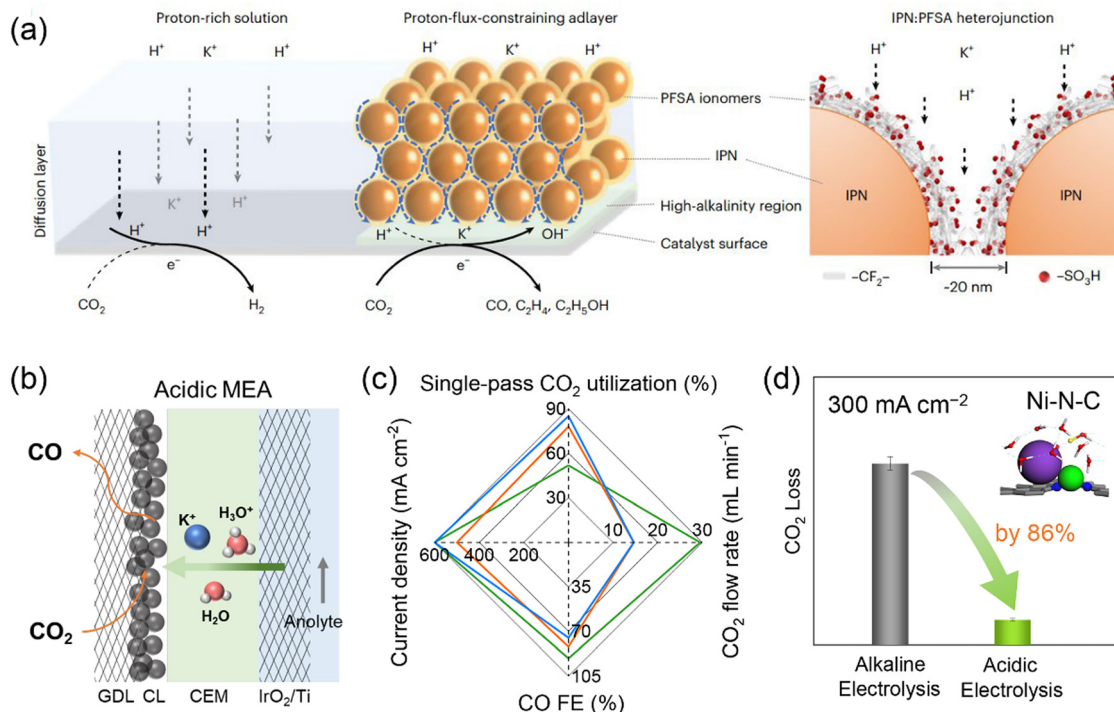 (a)
Proton-rich solution
Proton-flux-constraining adlayer
IPN:PFSA heterojunction
H⁺ K⁺ H⁺
H⁺ K⁺ H⁺
H⁺ K⁺
H⁺
Diffusion layer
K⁺ H⁺
H⁺ H⁺
e⁻
CO₂ H₂
H⁺ K⁺ OH⁻
e⁻
CO₂ CO, C₂H₄, C₂H₅OH
PFSA ionomers
IPN
High-alkalinity region
Catalyst surface
IPN IPN
~20 nm
–CF₂– –SO₃H
(b)
Acidic MEA
CO
CO₂
K⁺ H₃O⁺
H₂O
Anolyte
GDL CL CEM IrO₂/Ti
(c)
Single-pass CO₂ utilization (%)
90
60
30
Current density (mA cm⁻²)
600 400 200
10 20 30
CO₂ flow rate (mL min⁻¹)
35
70
105
CO FE (%)
(d)
300 mA cm⁻²
Ni-N-C
CO₂ Loss
by 86%
Alkaline
Electrolysis
Acidic
Electrolysis